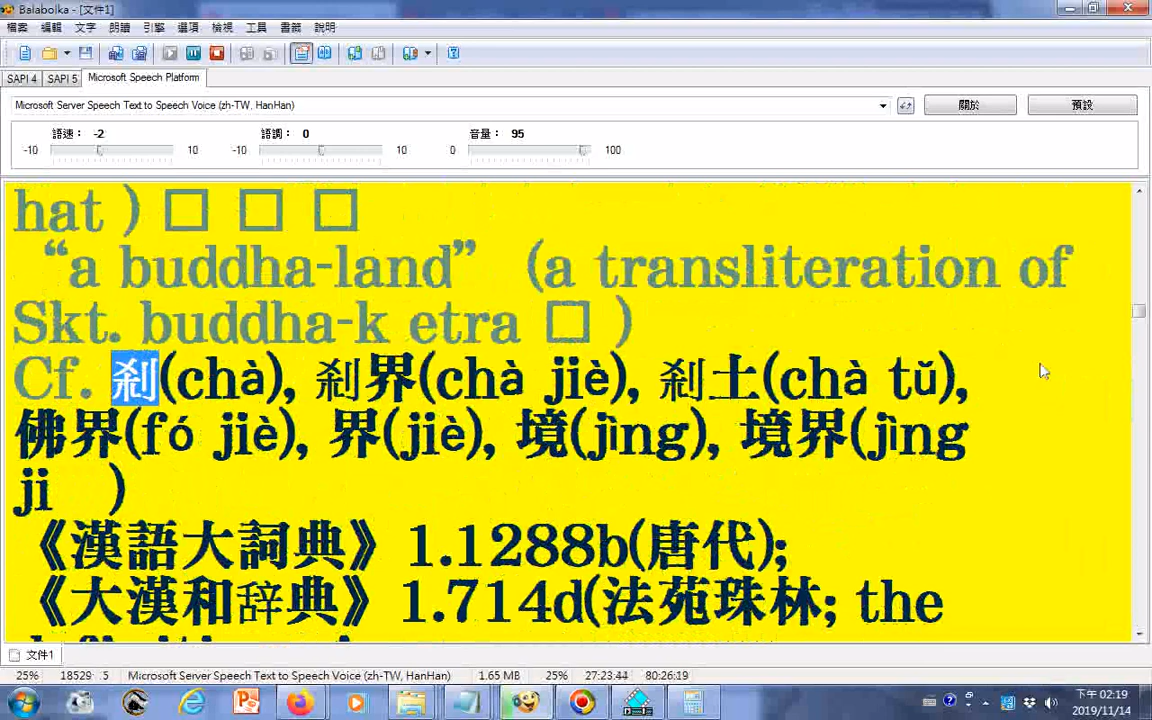 Balabolka - [文件1]
檔案 編輯 文字 朗讀 引擎 選項 檢視 工具 書籤 說明
SAPI 4 SAPI 5 Microsoft Speech Platform
Microsoft Server Speech Text to Speech Voice (zh-TW, HanHan) 關於 預設
語速： -2 語調： 0 音量： 95
-10 10 -10 10 0 100
hat ) □ □ □
“a buddha-land” (a transliteration of
Skt. buddha-k etra □ )
Cf. 剎(chà), 剎界(chà jiè), 剎土(chà tŭ),
佛界(fó jiè), 界(jiè), 境(jìng), 境界(jìng
ji )
《漢語大詞典》 1.1288b(唐代);
《大漢和辞典》 1.714d(法苑珠林; the
文件1
25% 18529 : 5 Microsoft Server Speech Text to Speech Voice (zh-TW, HanHan) 1.65 MB 25% 27:23.44 80:26:19
下午 02:19
2019/11/14